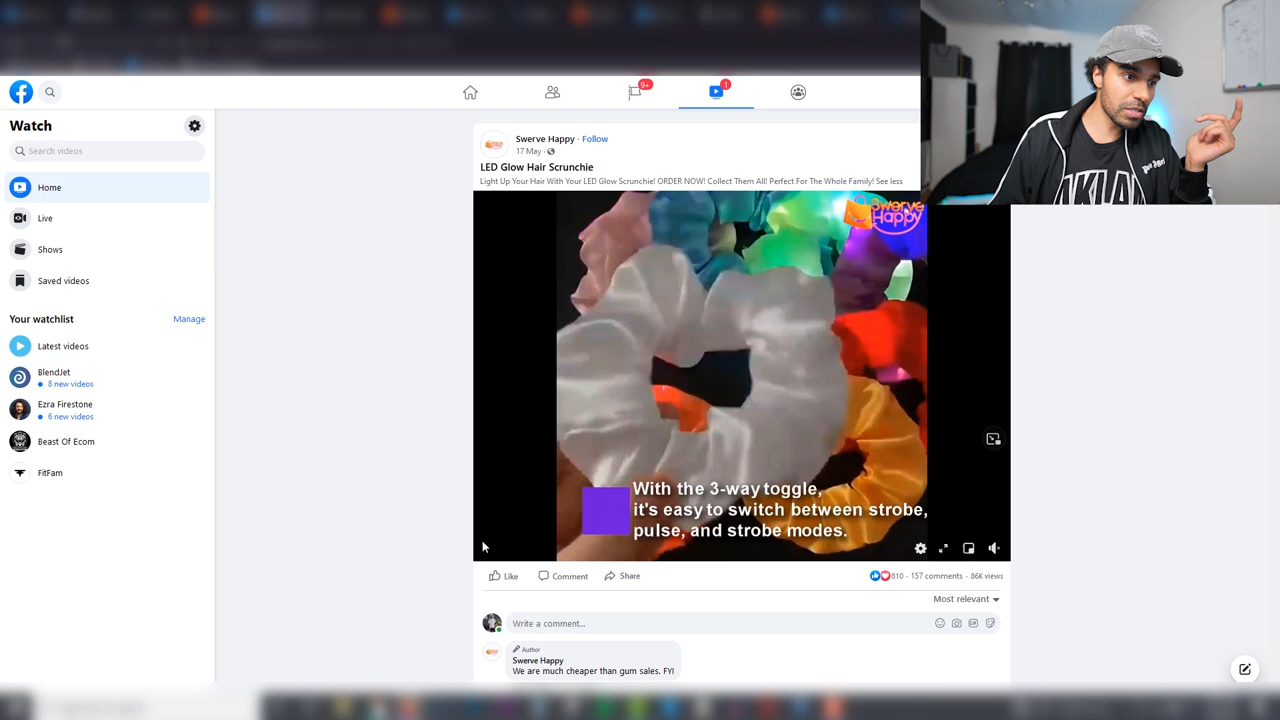 9+
1
Watch
Search videos
Home
Live
Shows
Saved videos
Your watchlist
Manage
Latest videos
BlendJet
8 new videos
Ezra Firestone
6 new videos
Beast Of Ecom
FitFam
Swerve Happy · Follow
17 May ·
LED Glow Hair Scrunchie
Light Up Your Hair With Your LED Glow Scrunchie! ORDER NOW! Collect Them All! Perfect For The Whole Family! See less
Swerve
Happy
With the 3-way toggle,
it's easy to switch between strobe,
pulse, and strobe modes.
Like
Comment
Share
810 · 157 comments · 86K views
Most relevant
Write a comment...
Author
Swerve Happy
We are much cheaper than gum sales. FYI